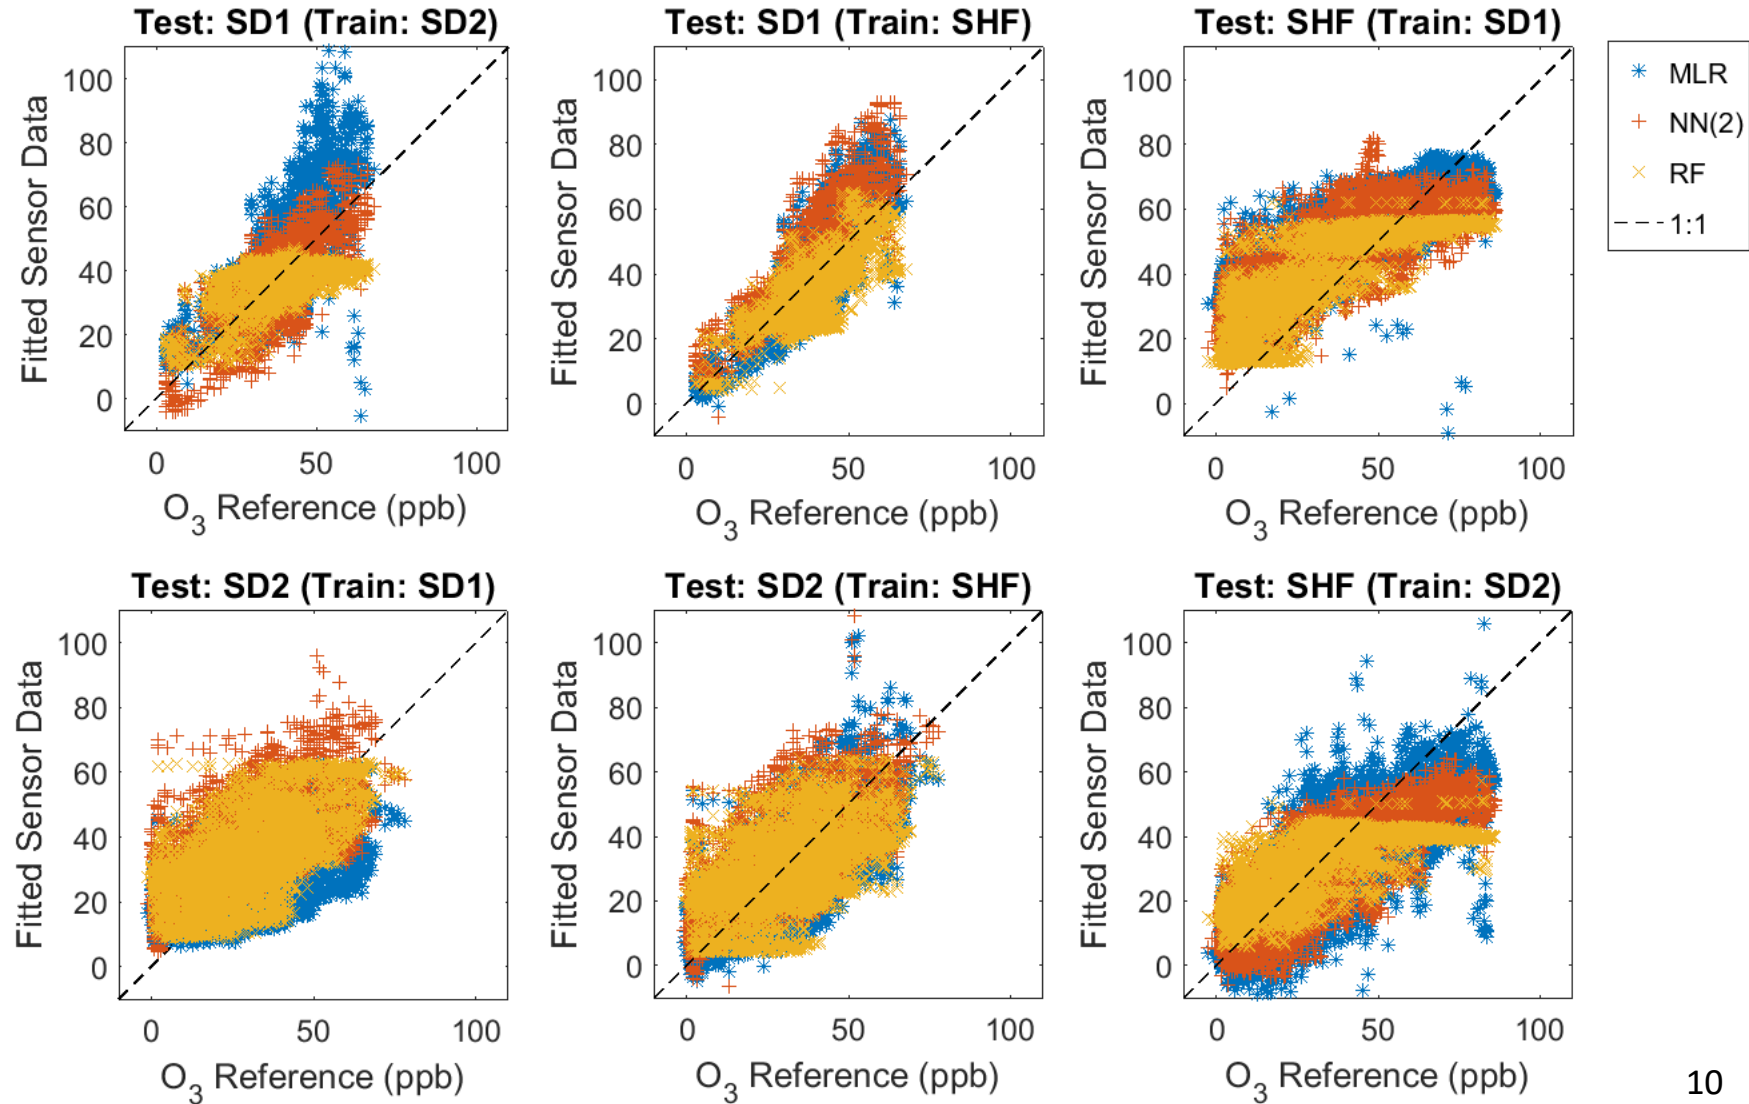 Test: SD1 (Train: SD2)
Fitted Sensor Data
100
80
60
40
20
0
0 50 100
O3 Reference (ppb)
Test: SD1 (Train: SHF)
Fitted Sensor Data
100
80
60
40
20
0
0 50 100
O3 Reference (ppb)
Test: SHF (Train: SD1)
Fitted Sensor Data
100
80
60
40
20
0
0 50 100
O3 Reference (ppb)
MLR
NN(2)
RF
1:1
Test: SD2 (Train: SD1)
Fitted Sensor Data
100
80
60
40
20
0
0 50 100
O3 Reference (ppb)
Test: SD2 (Train: SHF)
Fitted Sensor Data
100
80
60
40
20
0
0 50 100
O3 Reference (ppb)
Test: SHF (Train: SD2)
Fitted Sensor Data
100
80
60
40
20
0
0 50 100
O3 Reference (ppb)
10